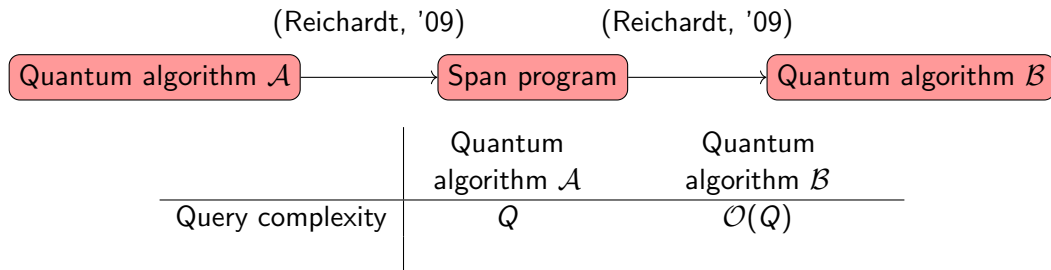 (Reichardt, '09) (Reichardt, '09)
Quantum algorithm 𝒜 Span program Quantum algorithm ℬ
Quantum Quantum
algorithm 𝒜 algorithm ℬ
Query complexity Q 𝒪(Q)